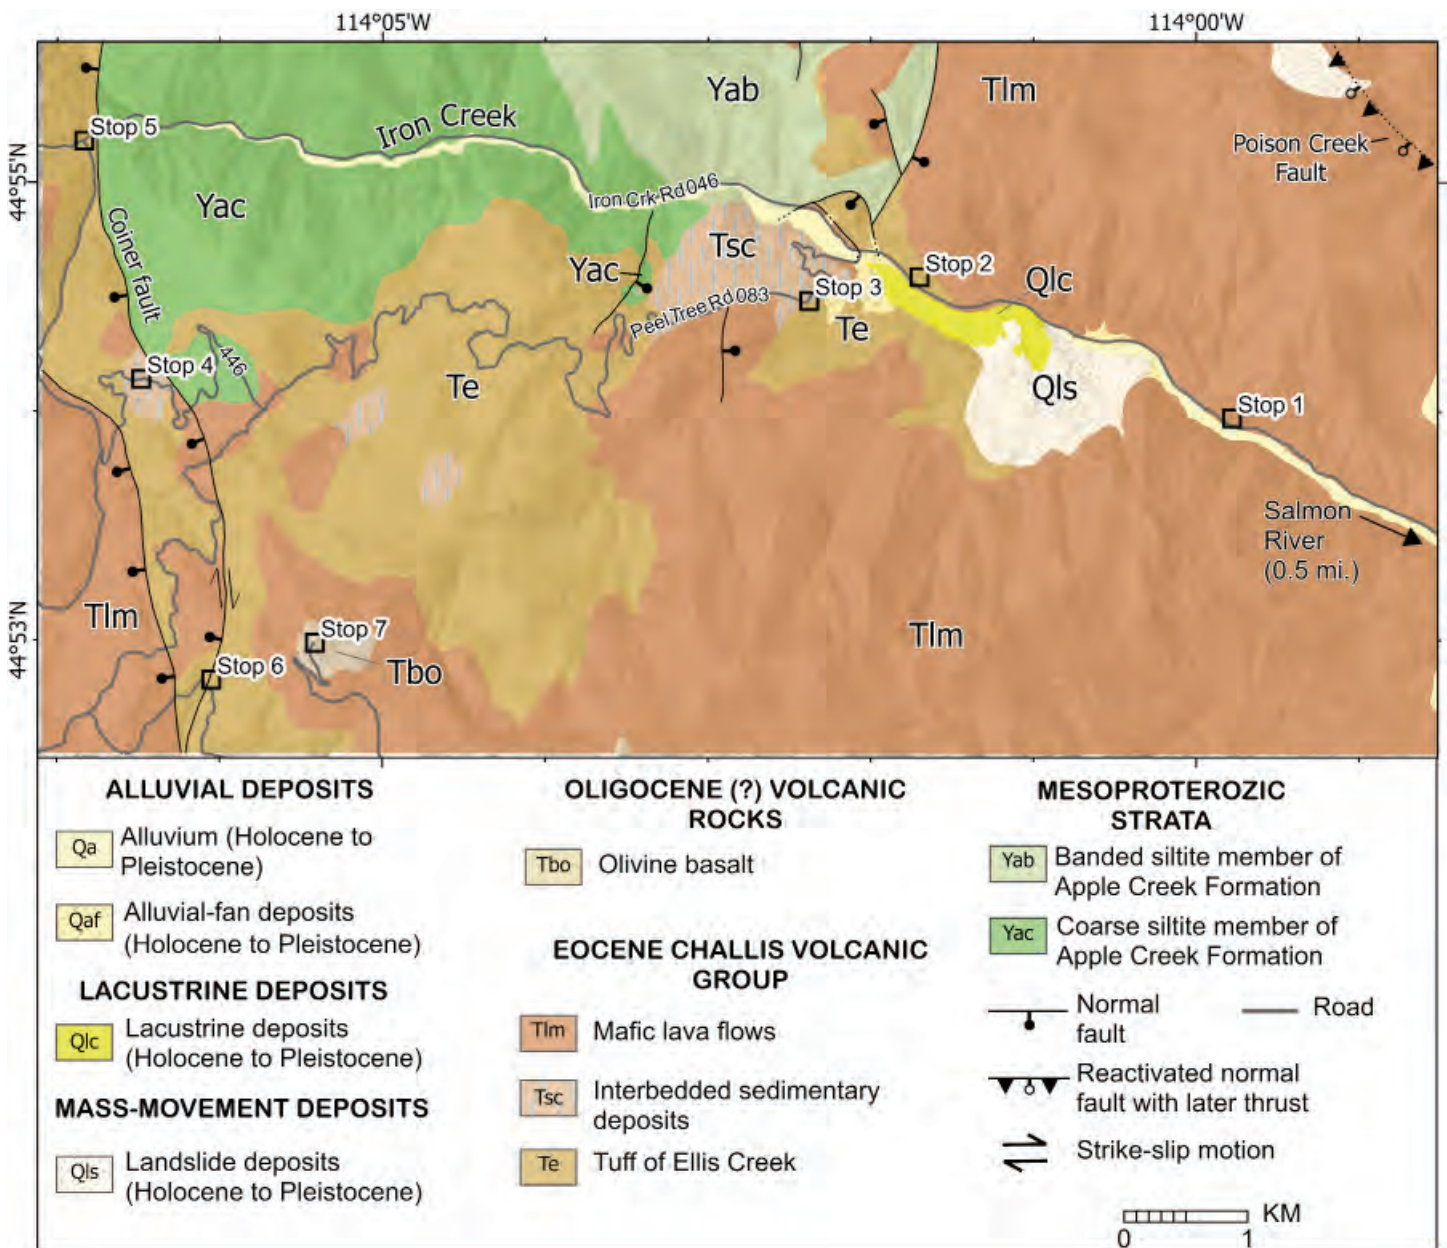 114°05'W
114°00'W
44°55'N
44°53'N
Stop 5
Iron Creek
Yab
Tlm
Poison Creek
Fault
Yac
Iron Crk Rd 046
Coiner fault
Tsc
Yac
Stop 2
Qlc
Stop 3
Peel Tree Rd 083
Te
Stop 4
446
Te
Qls
Stop 1
Salmon
River
(0.5 mi.)
Tlm
Stop 7
Tlm
Tbo
Stop 6
ALLUVIAL DEPOSITS
Qa Alluvium (Holocene to
Pleistocene)
Qaf Alluvial-fan deposits
(Holocene to Pleistocene)
LACUSTRINE DEPOSITS
Qlc Lacustrine deposits
(Holocene to Pleistocene)
MASS-MOVEMENT DEPOSITS
Qls Landslide deposits
(Holocene to Pleistocene)
OLIGOCENE (?) VOLCANIC
ROCKS
Tbo Olivine basalt
EOCENE CHALLIS VOLCANIC
GROUP
Tlm Mafic lava flows
Tsc Interbedded sedimentary
deposits
Te Tuff of Ellis Creek
MESOPROTEROZIC
STRATA
Yab Banded siltite member of
Apple Creek Formation
Yac Coarse siltite member of
Apple Creek Formation
Normal
fault
Road
Reactivated normal
fault with later thrust
Strike-slip motion
KM
0 1